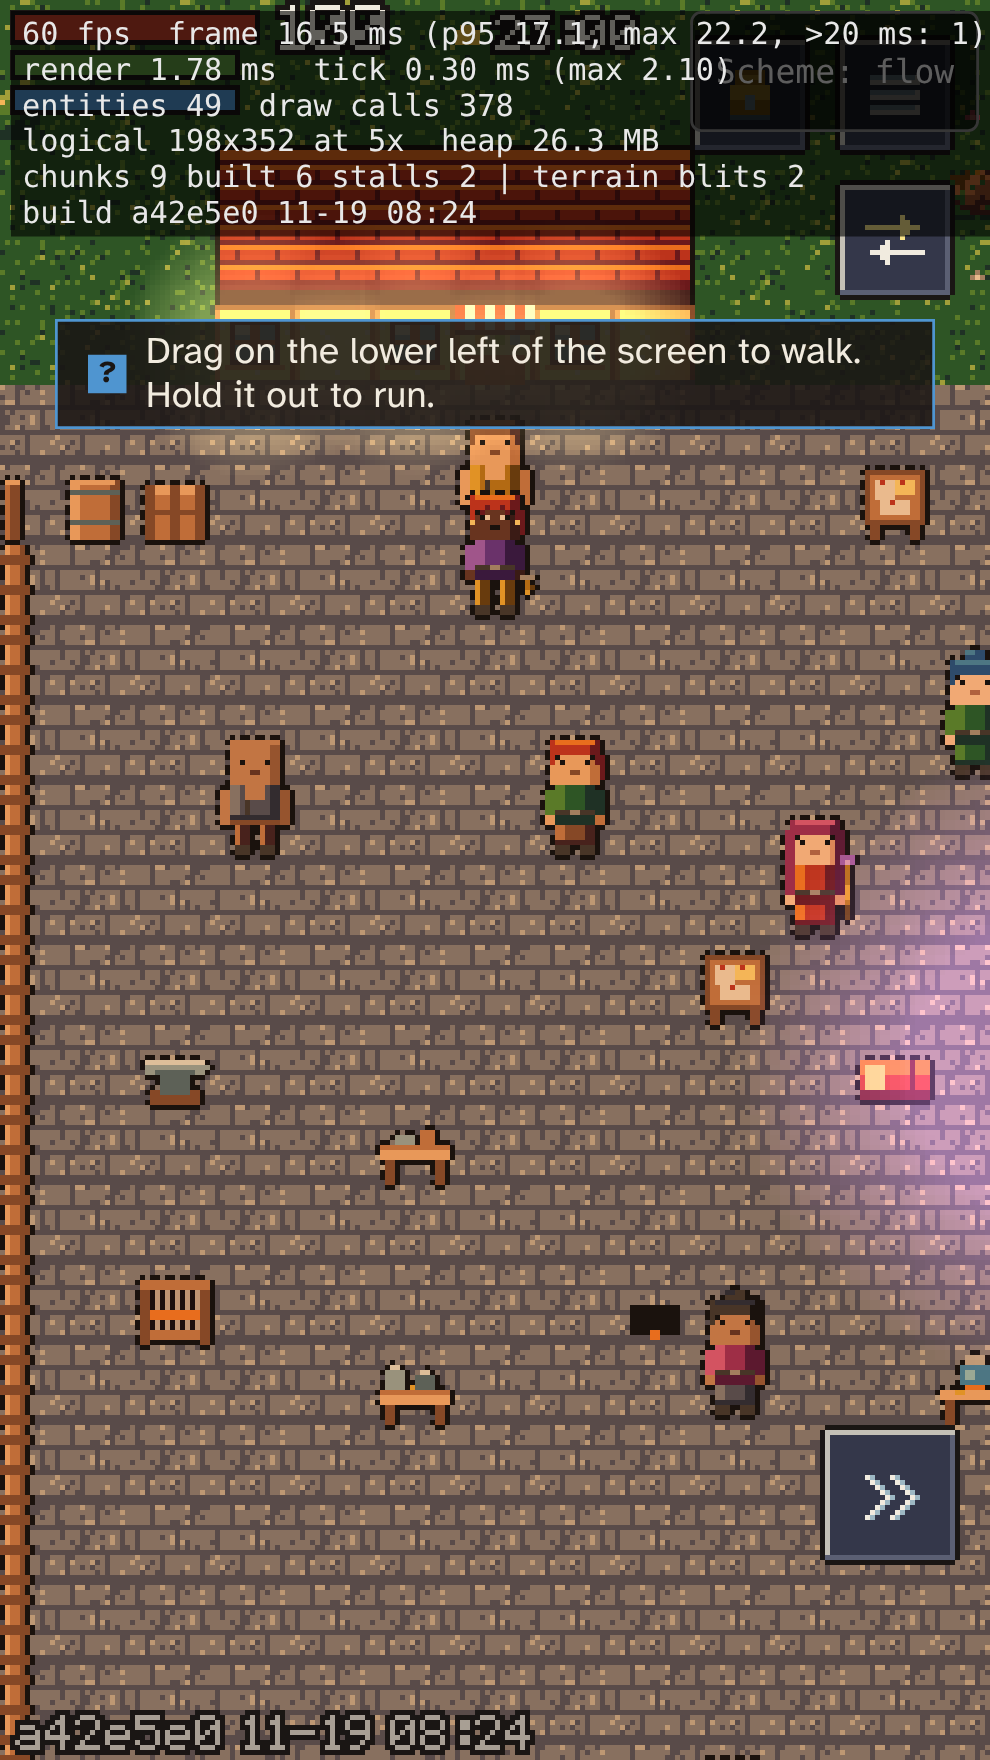 60 fps  frame 16.5 ms (p95 17.1, max 22.2, >20 ms: 1)
render 1.78 ms  tick 0.30 ms (max 2.10)
Scheme: flow
entities 49  draw calls 378
logical 198x352 at 5x  heap 26.3 MB
chunks 9 built 6 stalls 2 | terrain blits 2
build a42e5e0 11-19 08:24
? Drag on the lower left of the screen to walk.
Hold it out to run.
a42e5e0 11-19 08:24